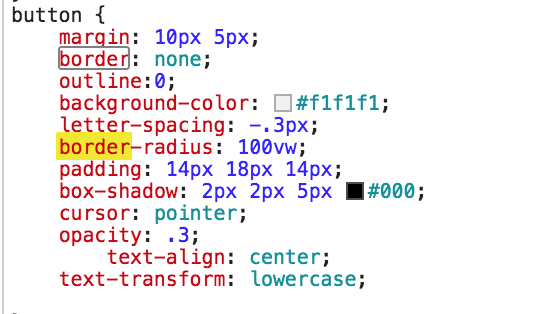 button {
margin: 10px 5px;
border: none;
outline:0;
background-color: #f1f1f1;
letter-spacing: -.3px;
border-radius: 100vw;
padding: 14px 18px 14px;
box-shadow: 2px 2px 5px #000;
cursor: pointer;
opacity: .3;
text-align: center;
text-transform: lowercase;